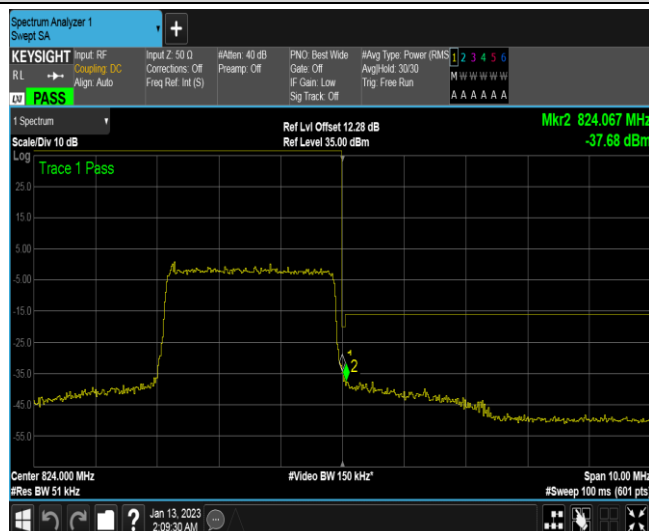 Spectrum Analyzer 1
Swept SA
+
KEYSIGHT
RL
LXI PASS
Input: RF
Coupling: DC
Align: Auto
Input Z: 50 Ω
Corrections: Off
Freq Ref: Int (S)
#Atten: 40 dB
Preamp: Off
PNO: Best Wide
Gate: Off
IF Gain: Low
Sig Track: Off
#Avg Type: Power (RMS
Avg|Hold: 30/30
Trig: Free Run
1 2 3 4 5 6
M W W W W W
A A A A A A
1 Spectrum
Scale/Div 10 dB
Ref Lvl Offset 12.28 dB
Ref Level 35.00 dBm
Mkr2 824.067 MHz
-37.68 dBm
Log
Trace 1 Pass
25.0
15.0
5.00
-5.00
-15.0
-25.0
-35.0
-45.0
-55.0
1
2
Center 824.000 MHz
#Res BW 51 kHz
#Video BW 150 kHz*
Span 10.00 MHz
#Sweep 100 ms (601 pts)
?
Jan 13, 2023
2:09:30 AM